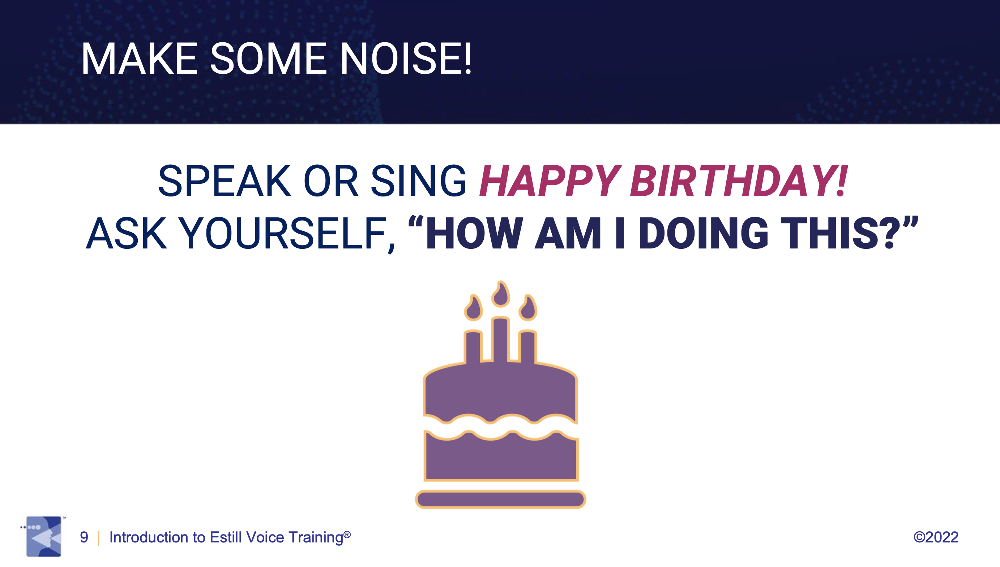 MAKE SOME NOISE!
SPEAK OR SING HAPPY BIRTHDAY!
ASK YOURSELF, “HOW AM I DOING THIS?”
9 | Introduction to Estill Voice Training®
©2022